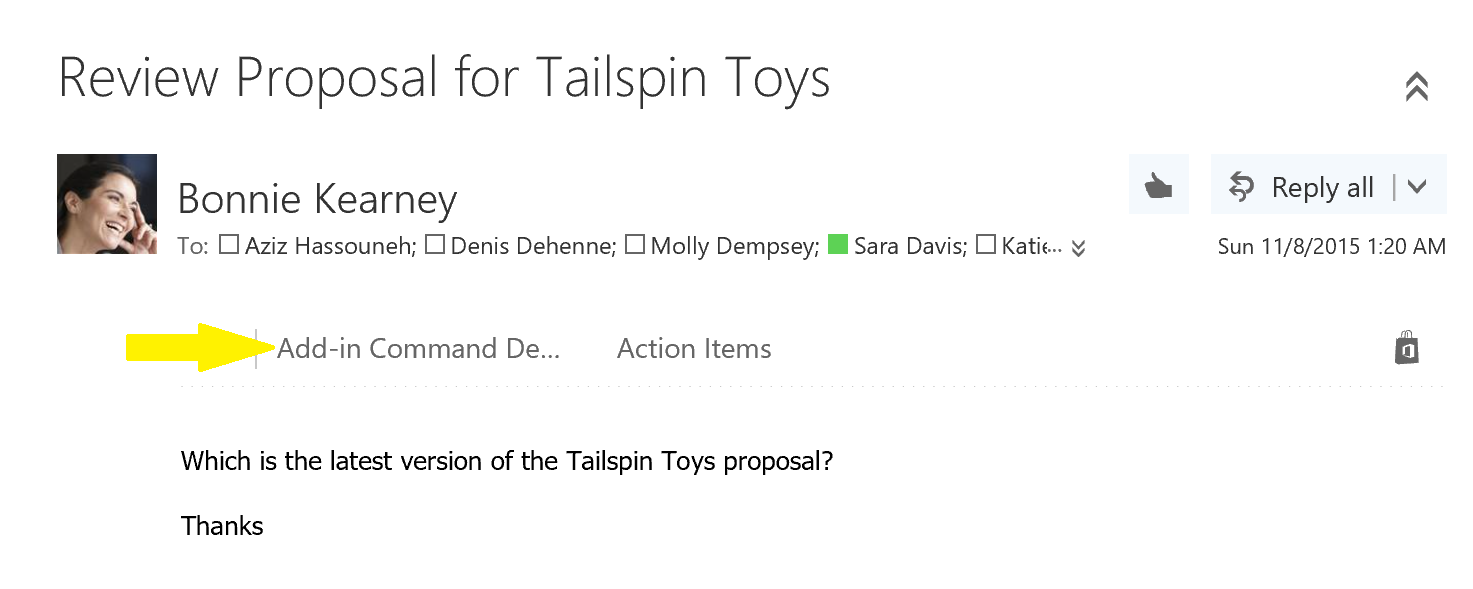 Review Proposal for Tailspin Toys
Bonnie Kearney
Reply all
To: Aziz Hassouneh; Denis Dehenne; Molly Dempsey; Sara Davis; Katie...
Sun 11/8/2015 1:20 AM
Add-in Command De... Action Items
Which is the latest version of the Tailspin Toys proposal?
Thanks